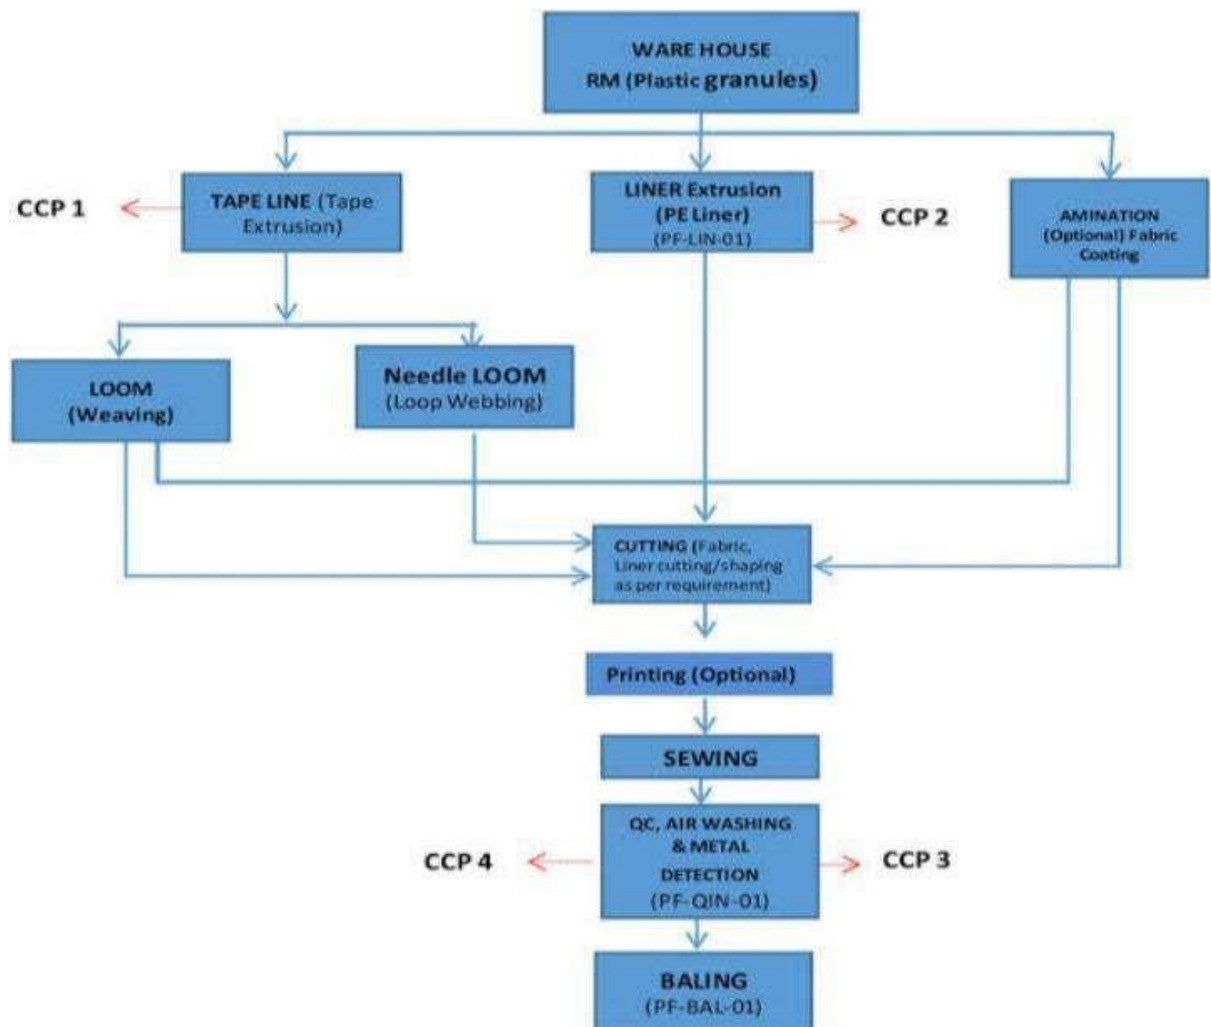 WARE HOUSE
RM (Plastic granules)
CCP 1
TAPE LINE (Tape
Extrusion)
LINER Extrusion
(PE Liner)
(PF-LIN-01)
CCP 2
AMINATION
(Optional) Fabric
Coating
LOOM
(Weaving)
Needle LOOM
(Loop Webbing)
CUTTING (Fabric,
Liner cutting/shaping
as per requirement)
Printing (Optional)
SEWING
CCP 4
QC, AIR WASHING
& METAL
DETECTION
(PF-QIN-01)
CCP 3
BALING
(PF-BAL-01)